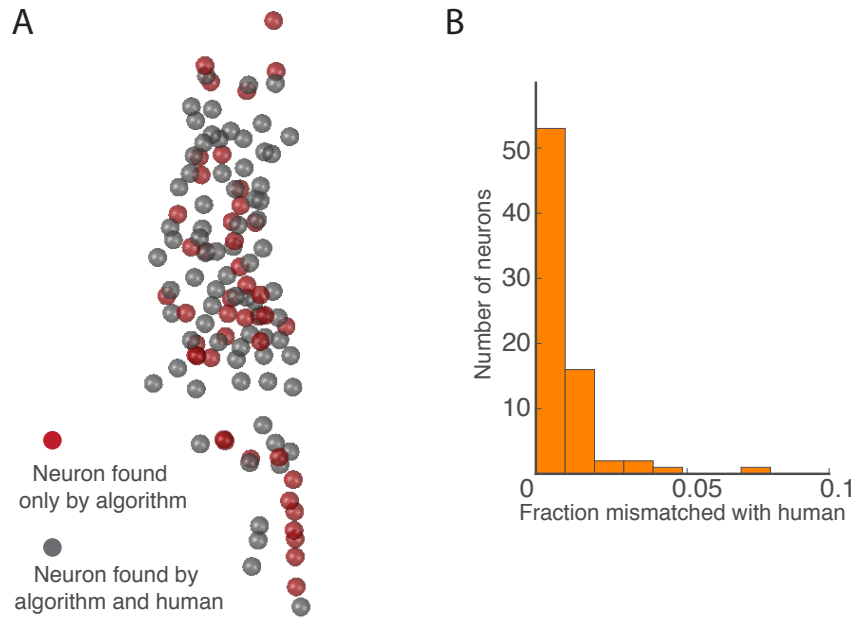 A
B
Neuron found
only by algorithm
Neuron found by
algorithm and human
Number of neurons
50
40
30
20
10
0
0.05
0.1
Fraction mismatched with human